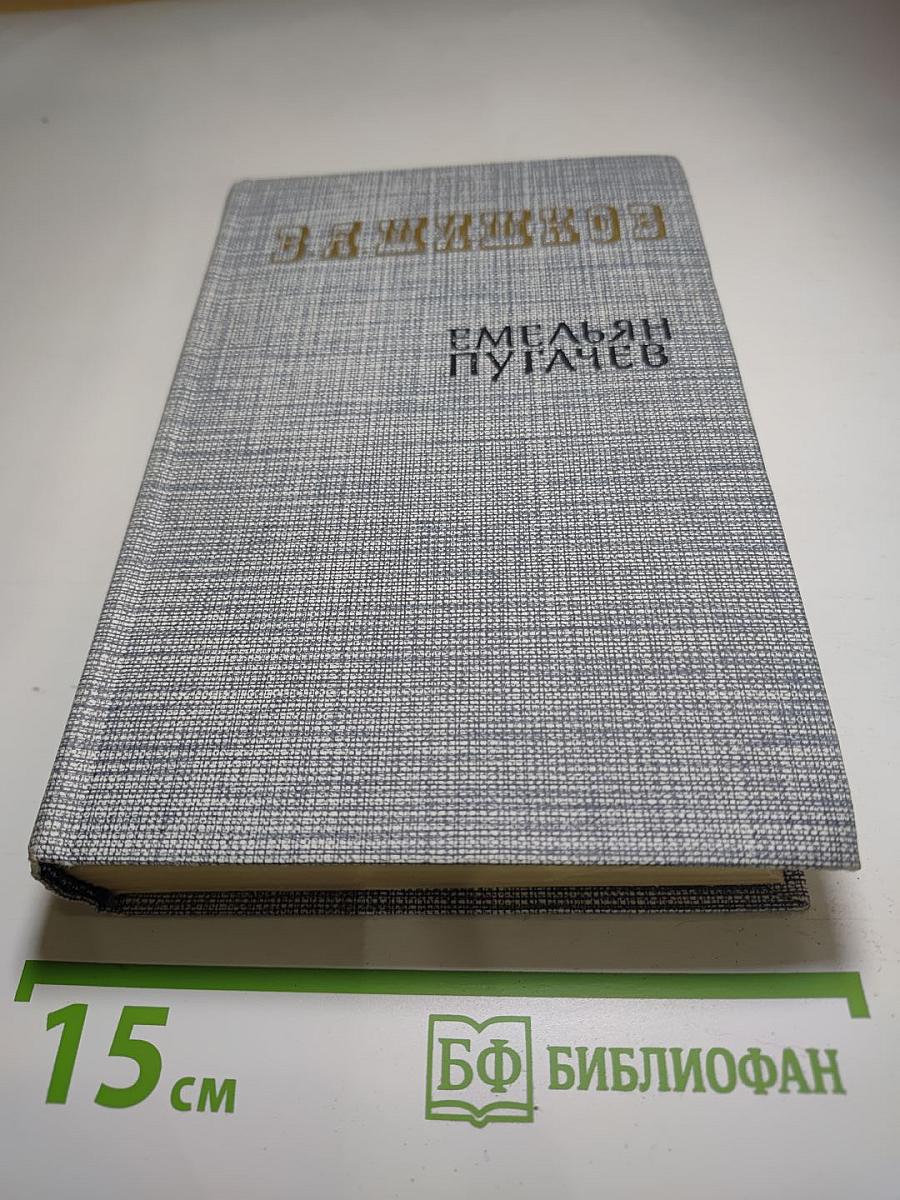 В. Я. ШИШКОВ
ЕМЕЛЬЯН
ПУГАЧЕВ
15 см
БФ БИБЛИОФАН